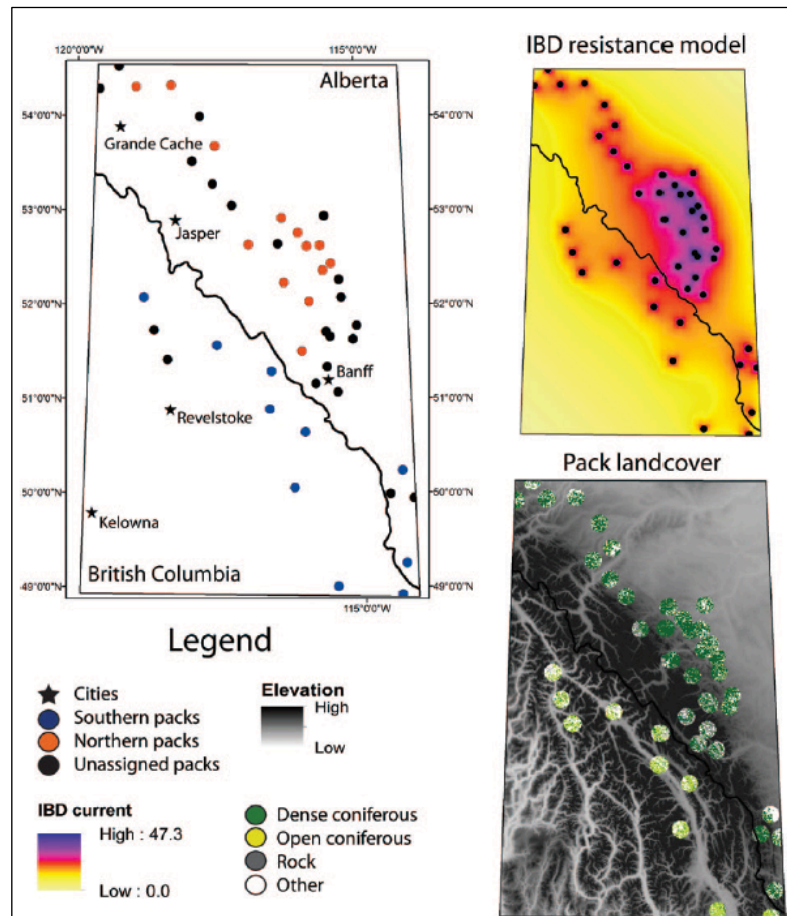 120°0'0"W
115°0'0"W
IBD resistance model
Alberta
54°0'0"N
54°0'0"N
Grande Cache
53°0'0"N
53°0'0"N
Jasper
52°0'0"N
52°0'0"N
Banff
51°0'0"N
51°0'0"N
Revelstoke
Pack landcover
50°0'0"N
50°0'0"N
Kelowna
49°0'0"N
49°0'0"N
British Columbia
115°0'0"W
Legend
Cities
Southern packs
Northern packs
Unassigned packs
Elevation
High
Low
IBD current
High : 47.3
Low : 0.0
Dense coniferous
Open coniferous
Rock
Other